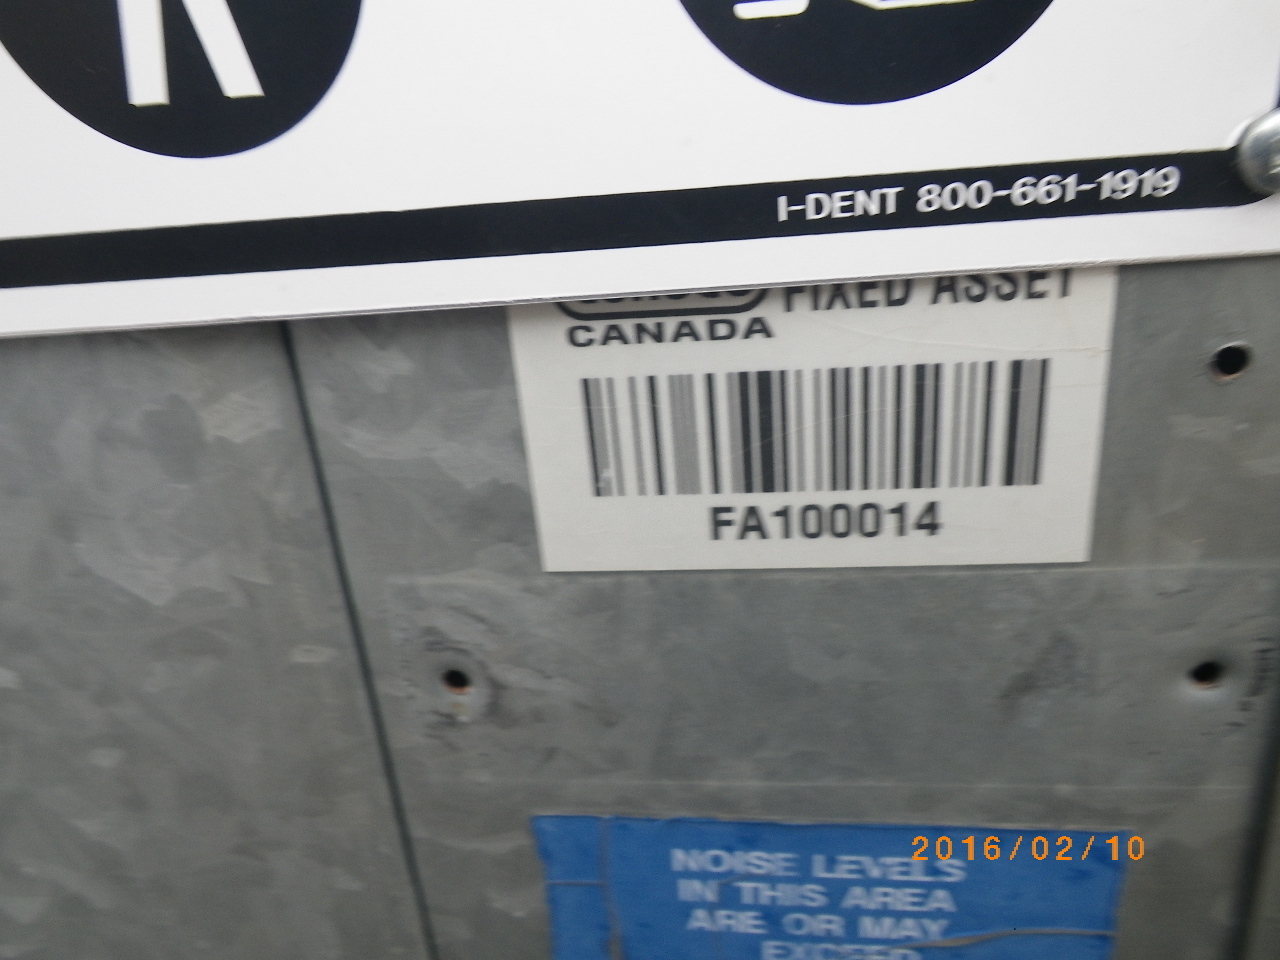 I-DENT 800-661-1919
FIXED ASSET
CANADA
FA100014
2016/02/10
NOISE LEVELS
IN THIS AREA
ARE OR MAY
EXCEED